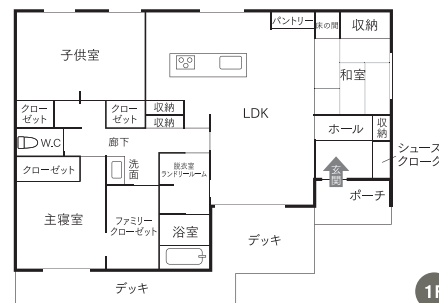 パントリー
床の間
収納
子供室
和室
クロー
ゼット
クロー
ゼット
収納
収納
LDK
ホール
収納
W.C
廊下
シューズ
クローク
クローゼット
洗面
脱衣室
ランドリールーム
玄関
ポーチ
主寝室
ファミリー
クローゼット
浴室
デッキ
デッキ
1F